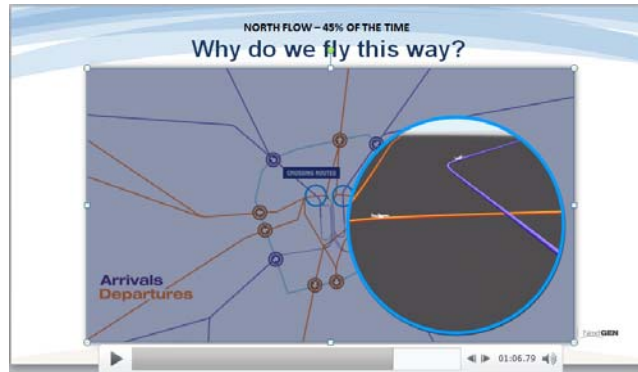 NORTH FLOW – 45% OF THE TIME
Why do we fly this way?
CROSSING ROUTES
Arrivals
Departures
NextGEN
01:06.79